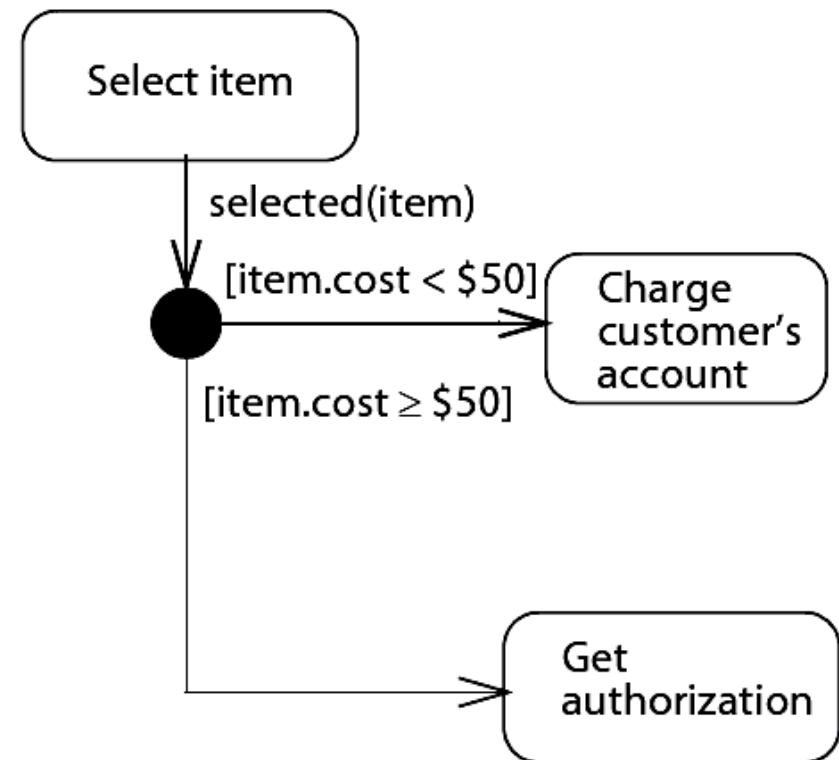 Select item
selected(item)
[item.cost < $50]
Charge
customer’s
account
[item.cost ≥ $50]
Get
authorization